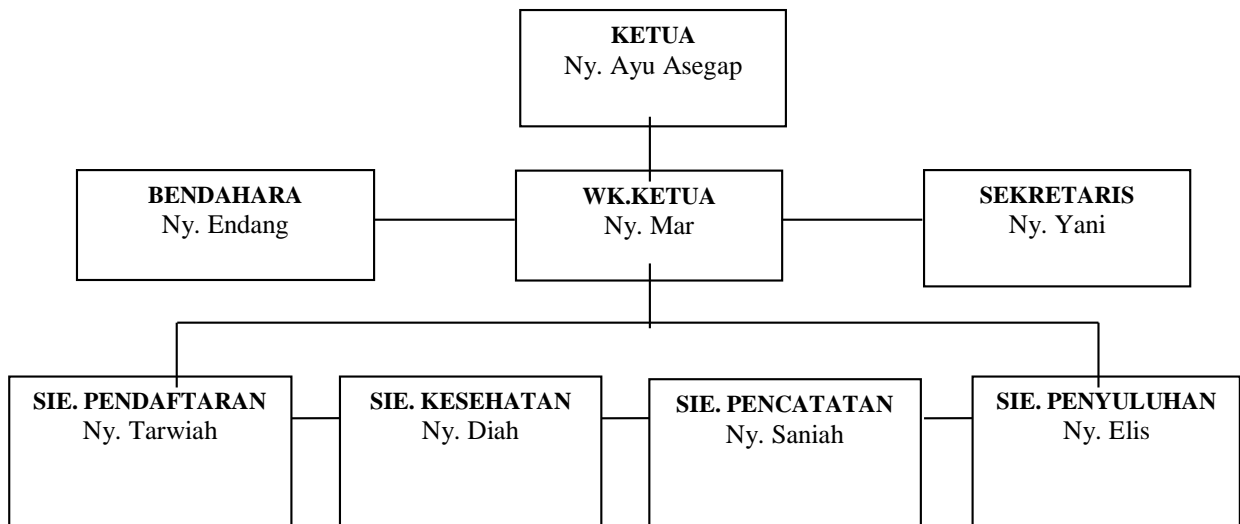 KETUA
Ny. Ayu Asegap
BENDAHARA
Ny. Endang
WK.KETUA
Ny. Mar
SEKRETARIS
Ny. Yani
SIE. PENDAFTARAN
Ny. Tarwiah
SIE. KESEHATAN
Ny. Diah
SIE. PENCATATAN
Ny. Saniah
SIE. PENYULUHAN
Ny. Elis